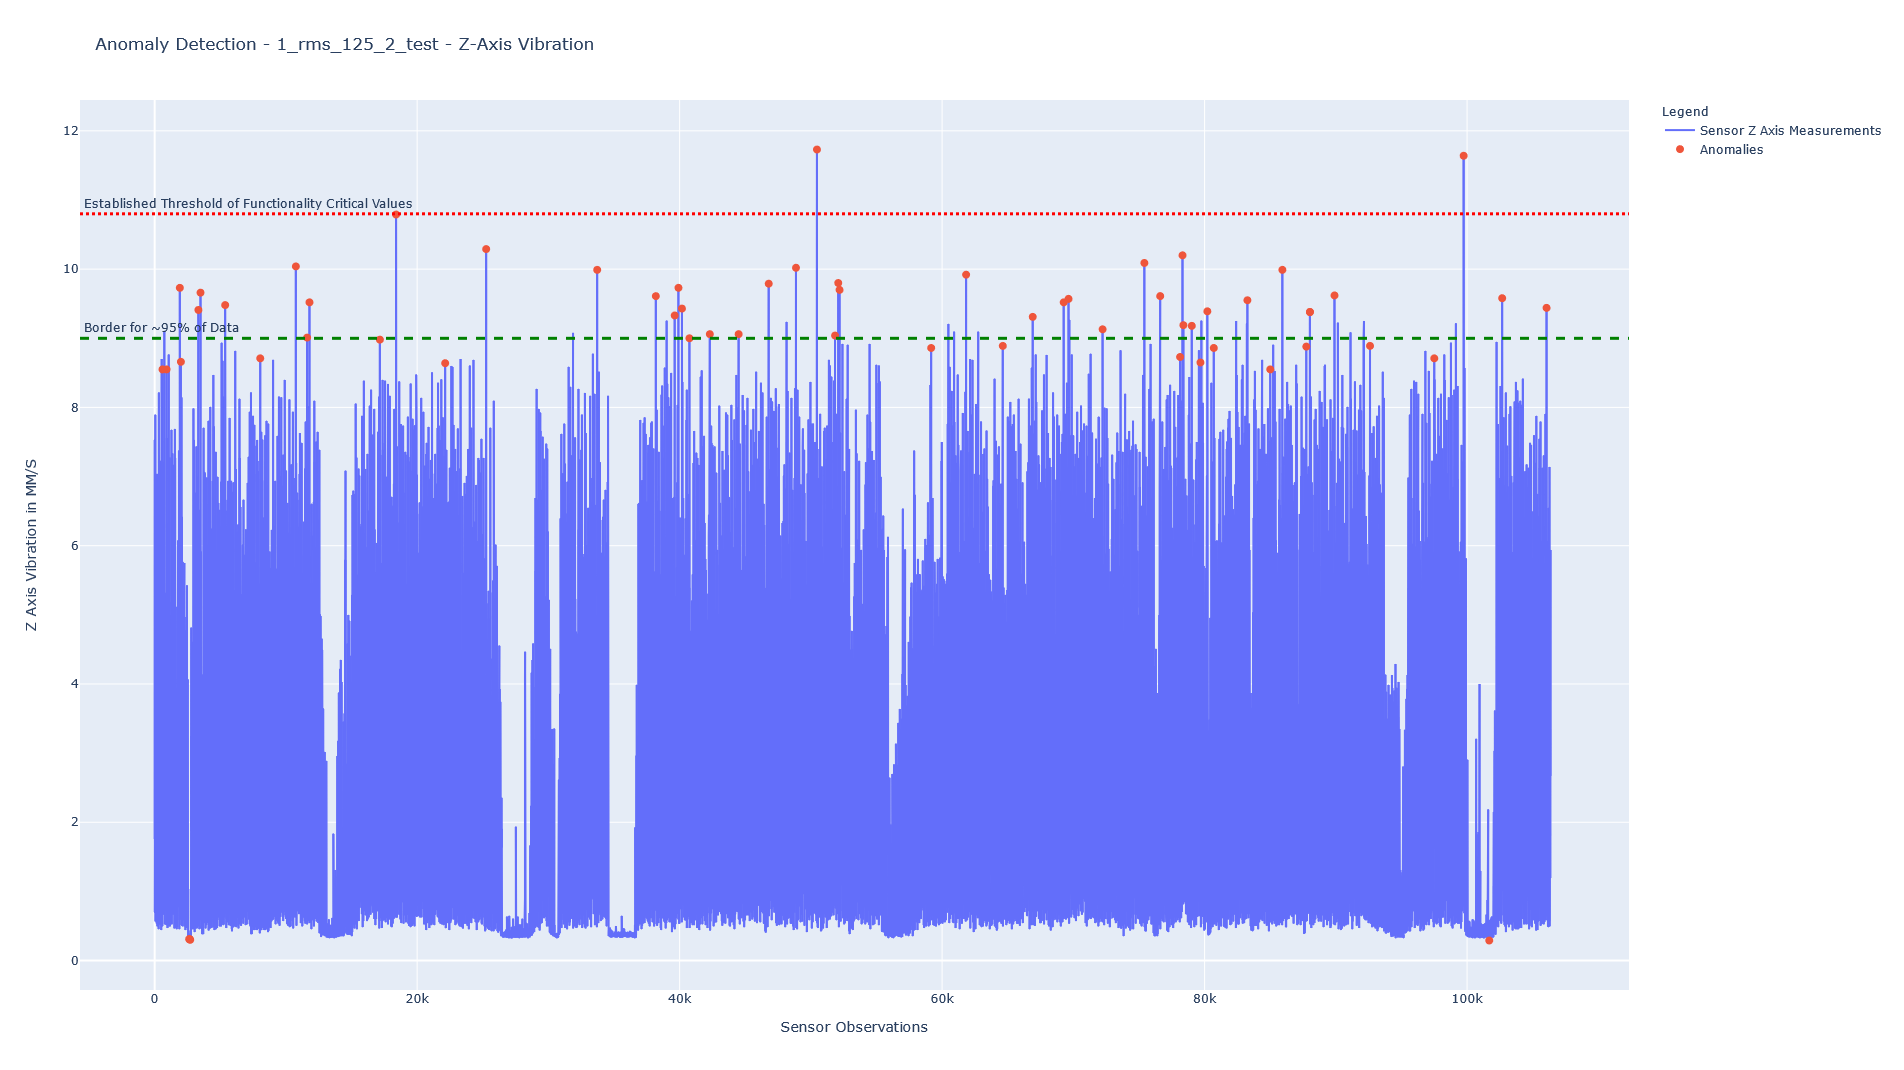 Anomaly Detection - 1_rms_125_2_test - Z-Axis Vibration
Legend
Sensor Z Axis Measurements
Anomalies
Established Threshold of Functionality Critical Values
Border for ~95% of Data
12
10
8
6
4
2
0
Z Axis Vibration in MM/S
0
20k
40k
60k
80k
100k
Sensor Observations